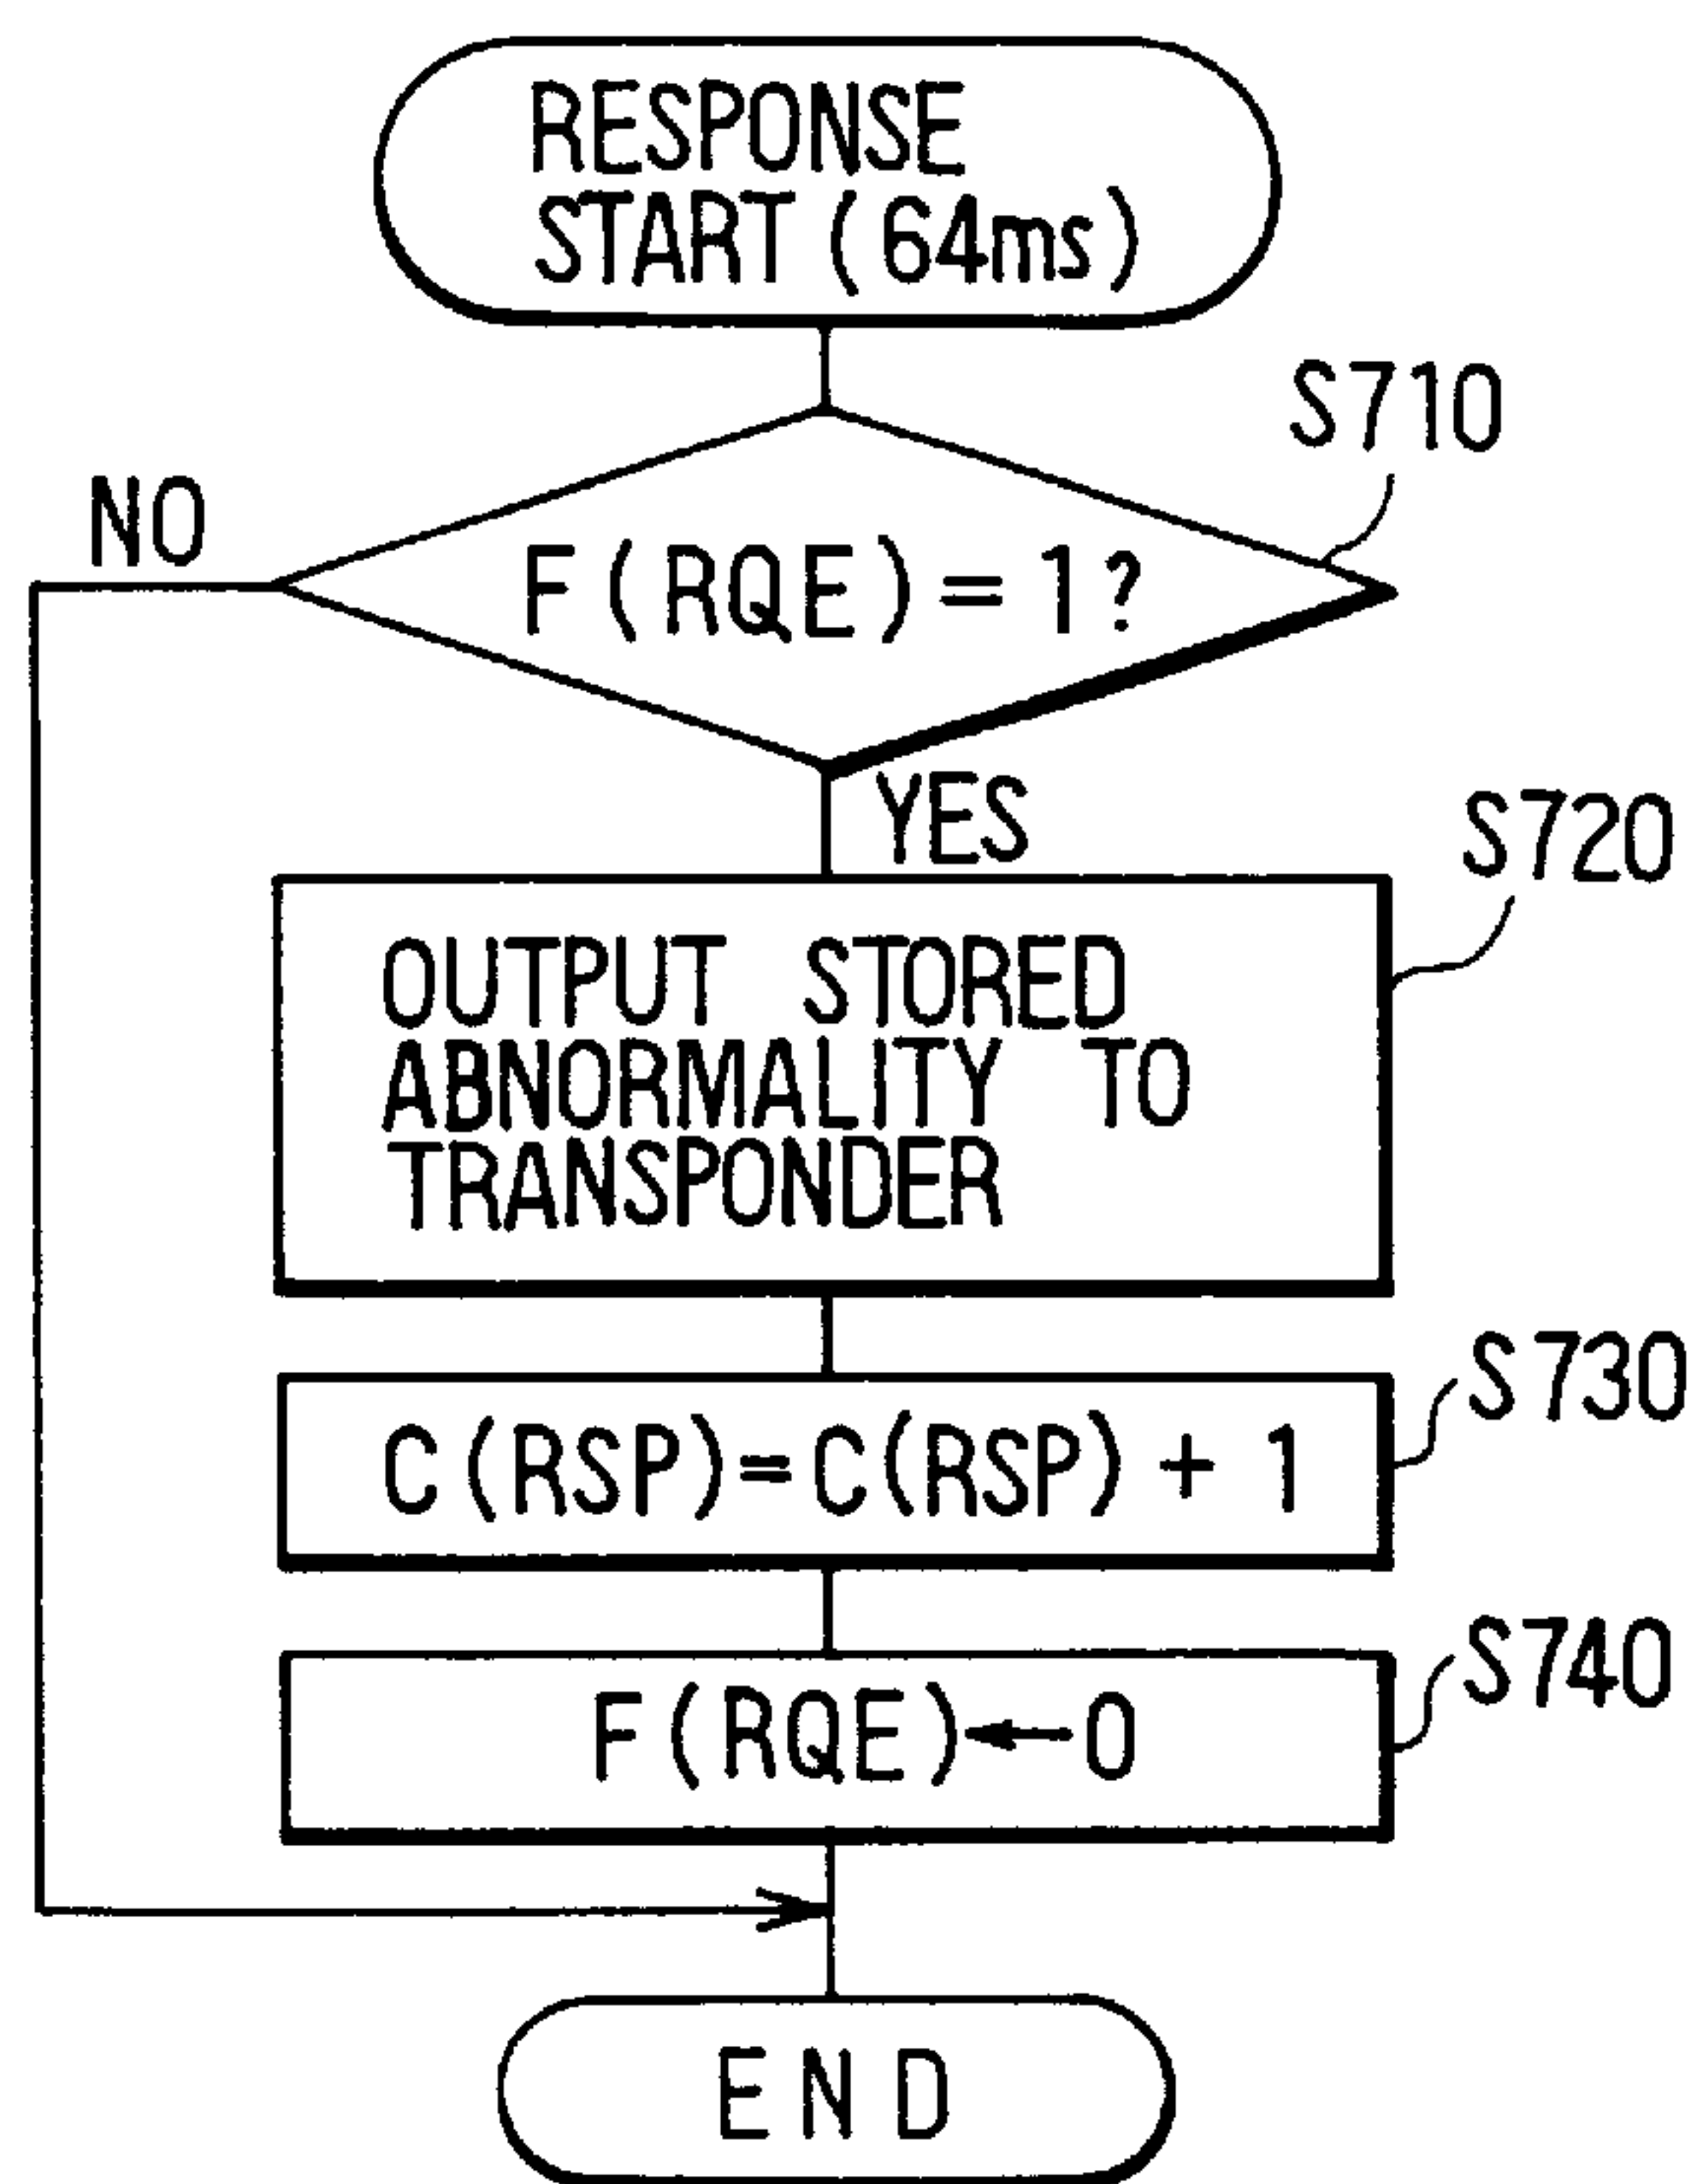 RESPONSE
START (64ms)
S710
NO
F(RQE)=1?
YES
S720
OUTPUT STORED
ABNORMALITY TO
TRANSPONDER
S730
C(RSP)=C(RSP)+1
S740
F(RQE)←0
END